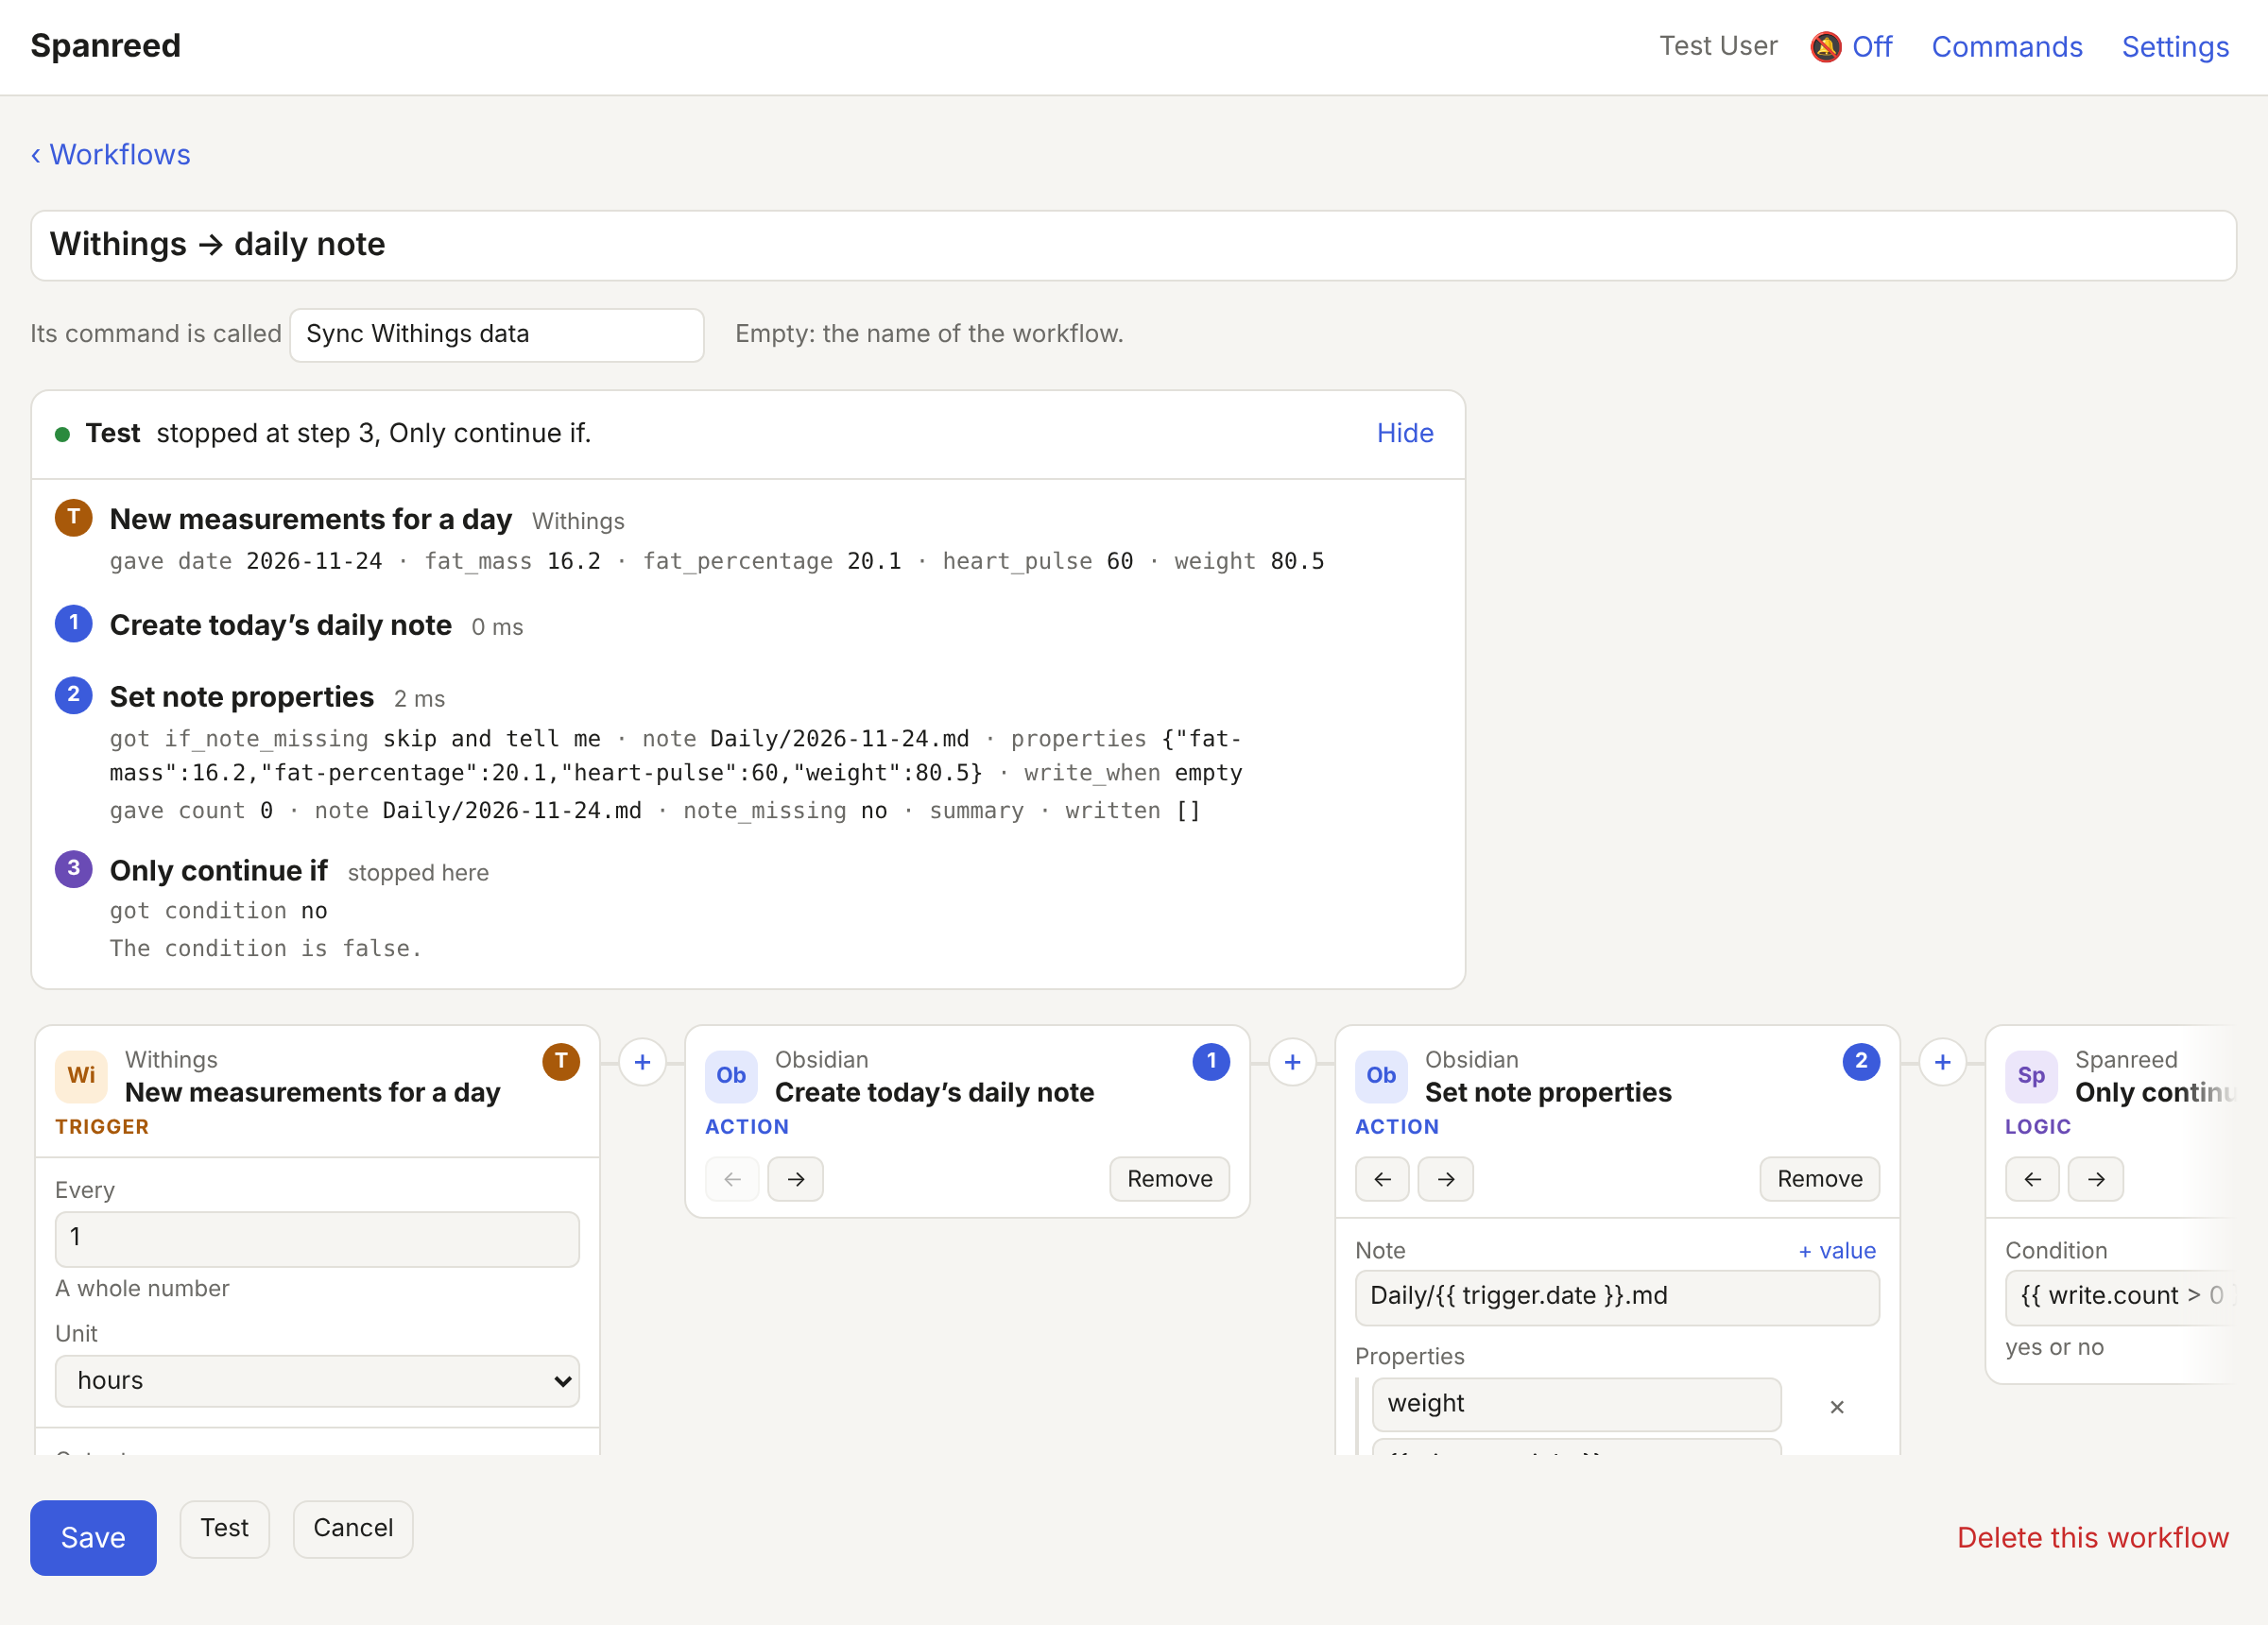 Spanreed
Test User
Off
Commands
Settings
‹ Workflows
Withings → daily note
Its command is called
Sync Withings data
Empty: the name of the workflow.
Test stopped at step 3, Only continue if.
Hide
T New measurements for a day Withings
gave date 2026-11-24 · fat_mass 16.2 · fat_percentage 20.1 · heart_pulse 60 · weight 80.5
1 Create today’s daily note 0 ms
2 Set note properties 2 ms
got if_note_missing skip and tell me · note Daily/2026-11-24.md · properties {"fat-
mass":16.2,"fat-percentage":20.1,"heart-pulse":60,"weight":80.5} · write_when empty
gave count 0 · note Daily/2026-11-24.md · note_missing no · summary · written []
3 Only continue if stopped here
got condition no
The condition is false.
Wi
Withings
New measurements for a day
T
TRIGGER
Every
1
A whole number
Unit
hours
+
Ob
Obsidian
Create today’s daily note
1
ACTION
← →
Remove
+
Ob
Obsidian
Set note properties
2
ACTION
← →
Remove
Note
+ value
Daily/{{ trigger.date }}.md
Properties
weight
×
+
Sp
Spanreed
Only continu
LOGIC
← →
Condition
{{ write.count > 0
yes or no
Save
Test
Cancel
Delete this workflow